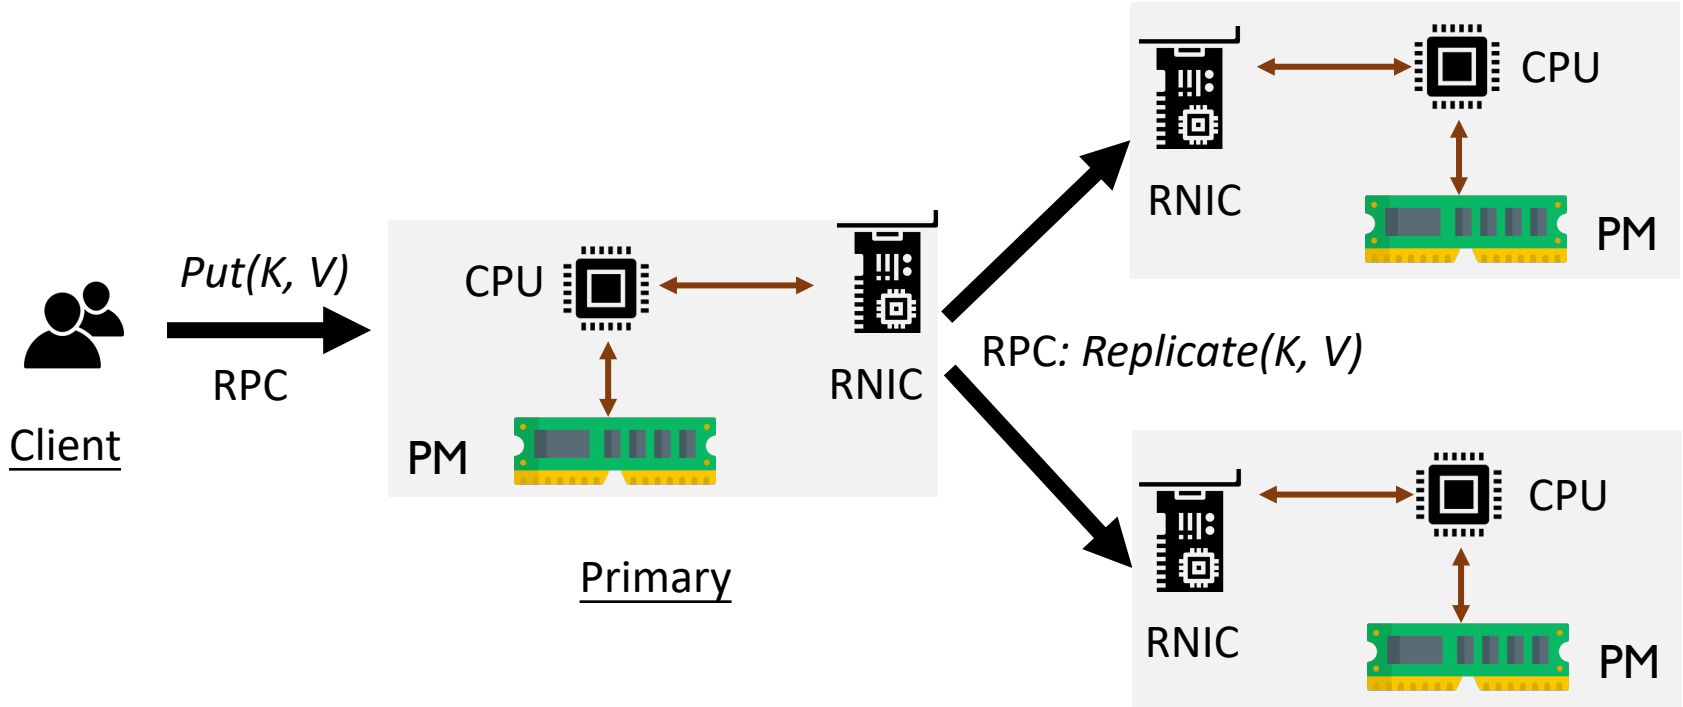 Client
Put(K, V)
RPC
CPU
RNIC
PM
Primary
RPC: Replicate(K, V)
RNIC
CPU
PM
RNIC
CPU
PM